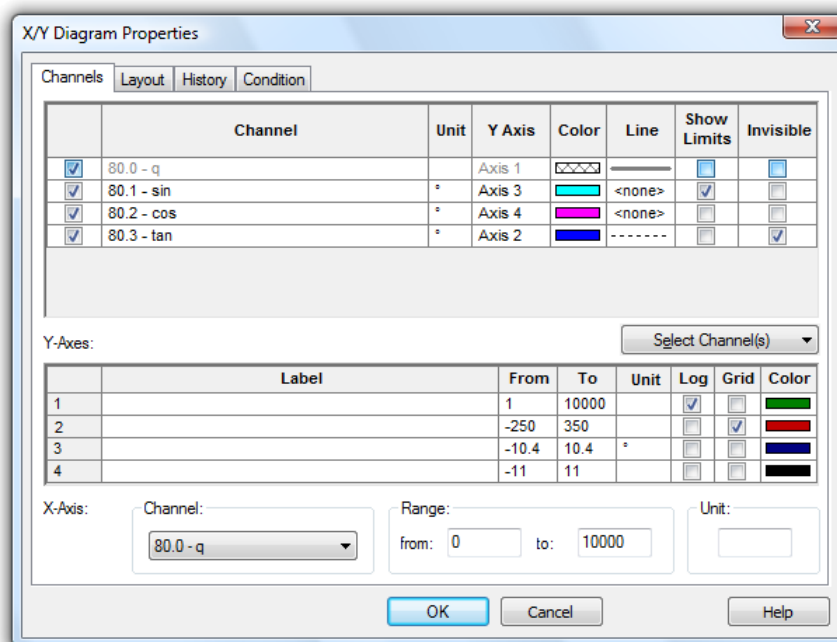 X/Y Diagram Properties
X
Channels Layout History Condition
Channel Unit Y Axis Color Line Show Limits Invisible
80.0 - q Axis 1
80.1 - sin ° Axis 3 <none>
80.2 - cos Axis 4 <none>
80.3 - tan ° Axis 2
Y-Axes: Select Channel(s)
Label From To Unit Log Grid Color
1 1 10000
2 -250 350
3 -10.4 10.4 °
4 -11 11
X-Axis: Channel: Range: Unit:
80.0 - q from: 0 to: 10000
OK Cancel Help